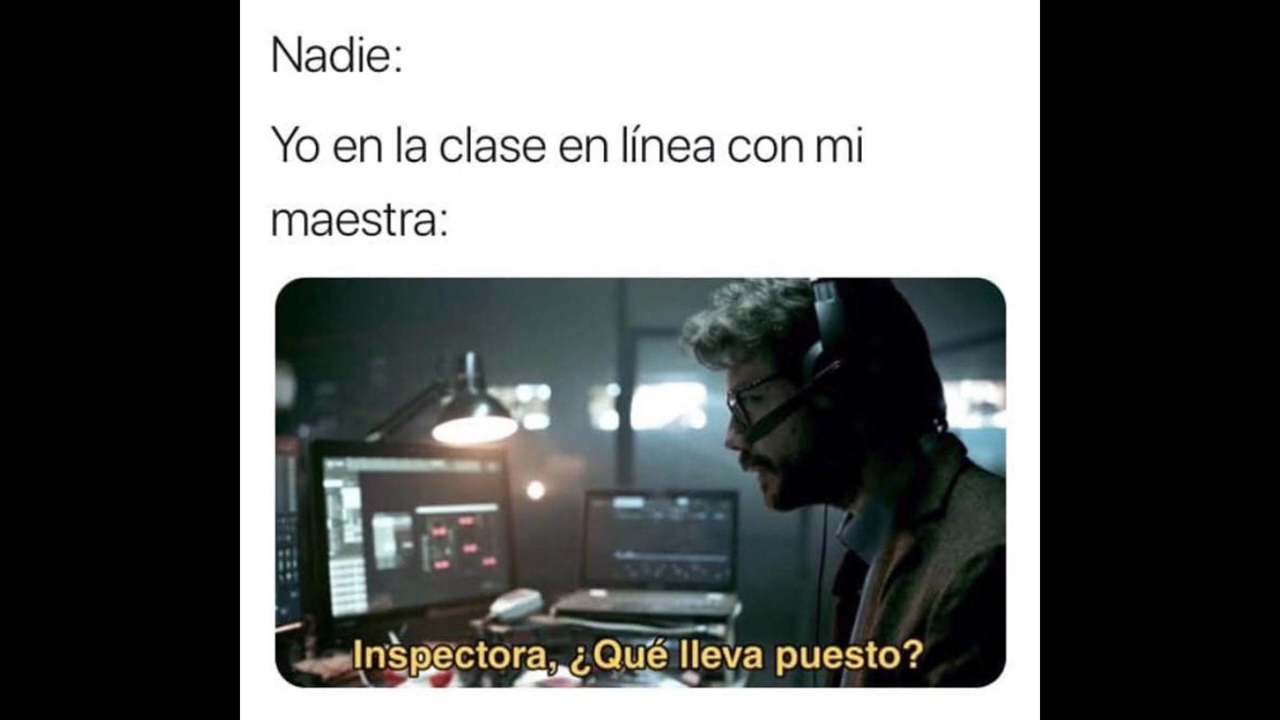 Nadie:
Yo en la clase en línea con mi
maestra:
Inspectora, ¿Qué lleva puesto?